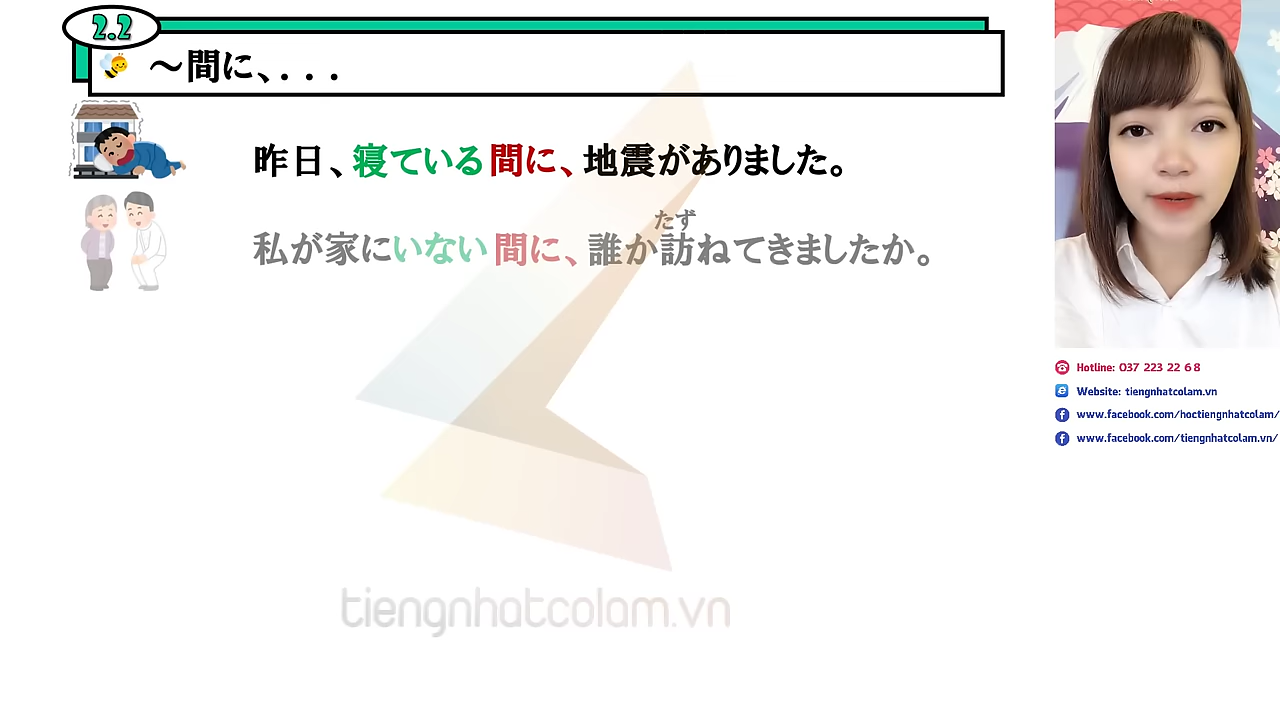 2.2
～間に、...
昨日、寝ている間に、地震がありました。
たず
私が家にいない間に、誰か訪ねてきましたか。
tiengnhatcolam.vn
Hotline: 037 223 22 68
Website: tiengnhatcolam.vn
www.facebook.com/hoctiengnhatcolam/
www.facebook.com/tiengnhatcolam.vn/